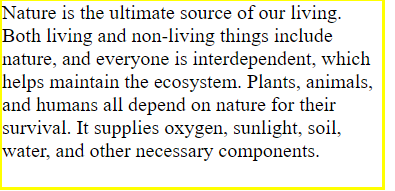 Nature is the ultimate source of our living.
Both living and non-living things include
nature, and everyone is interdependent, which
helps maintain the ecosystem. Plants, animals,
and humans all depend on nature for their
survival. It supplies oxygen, sunlight, soil,
water, and other necessary components.